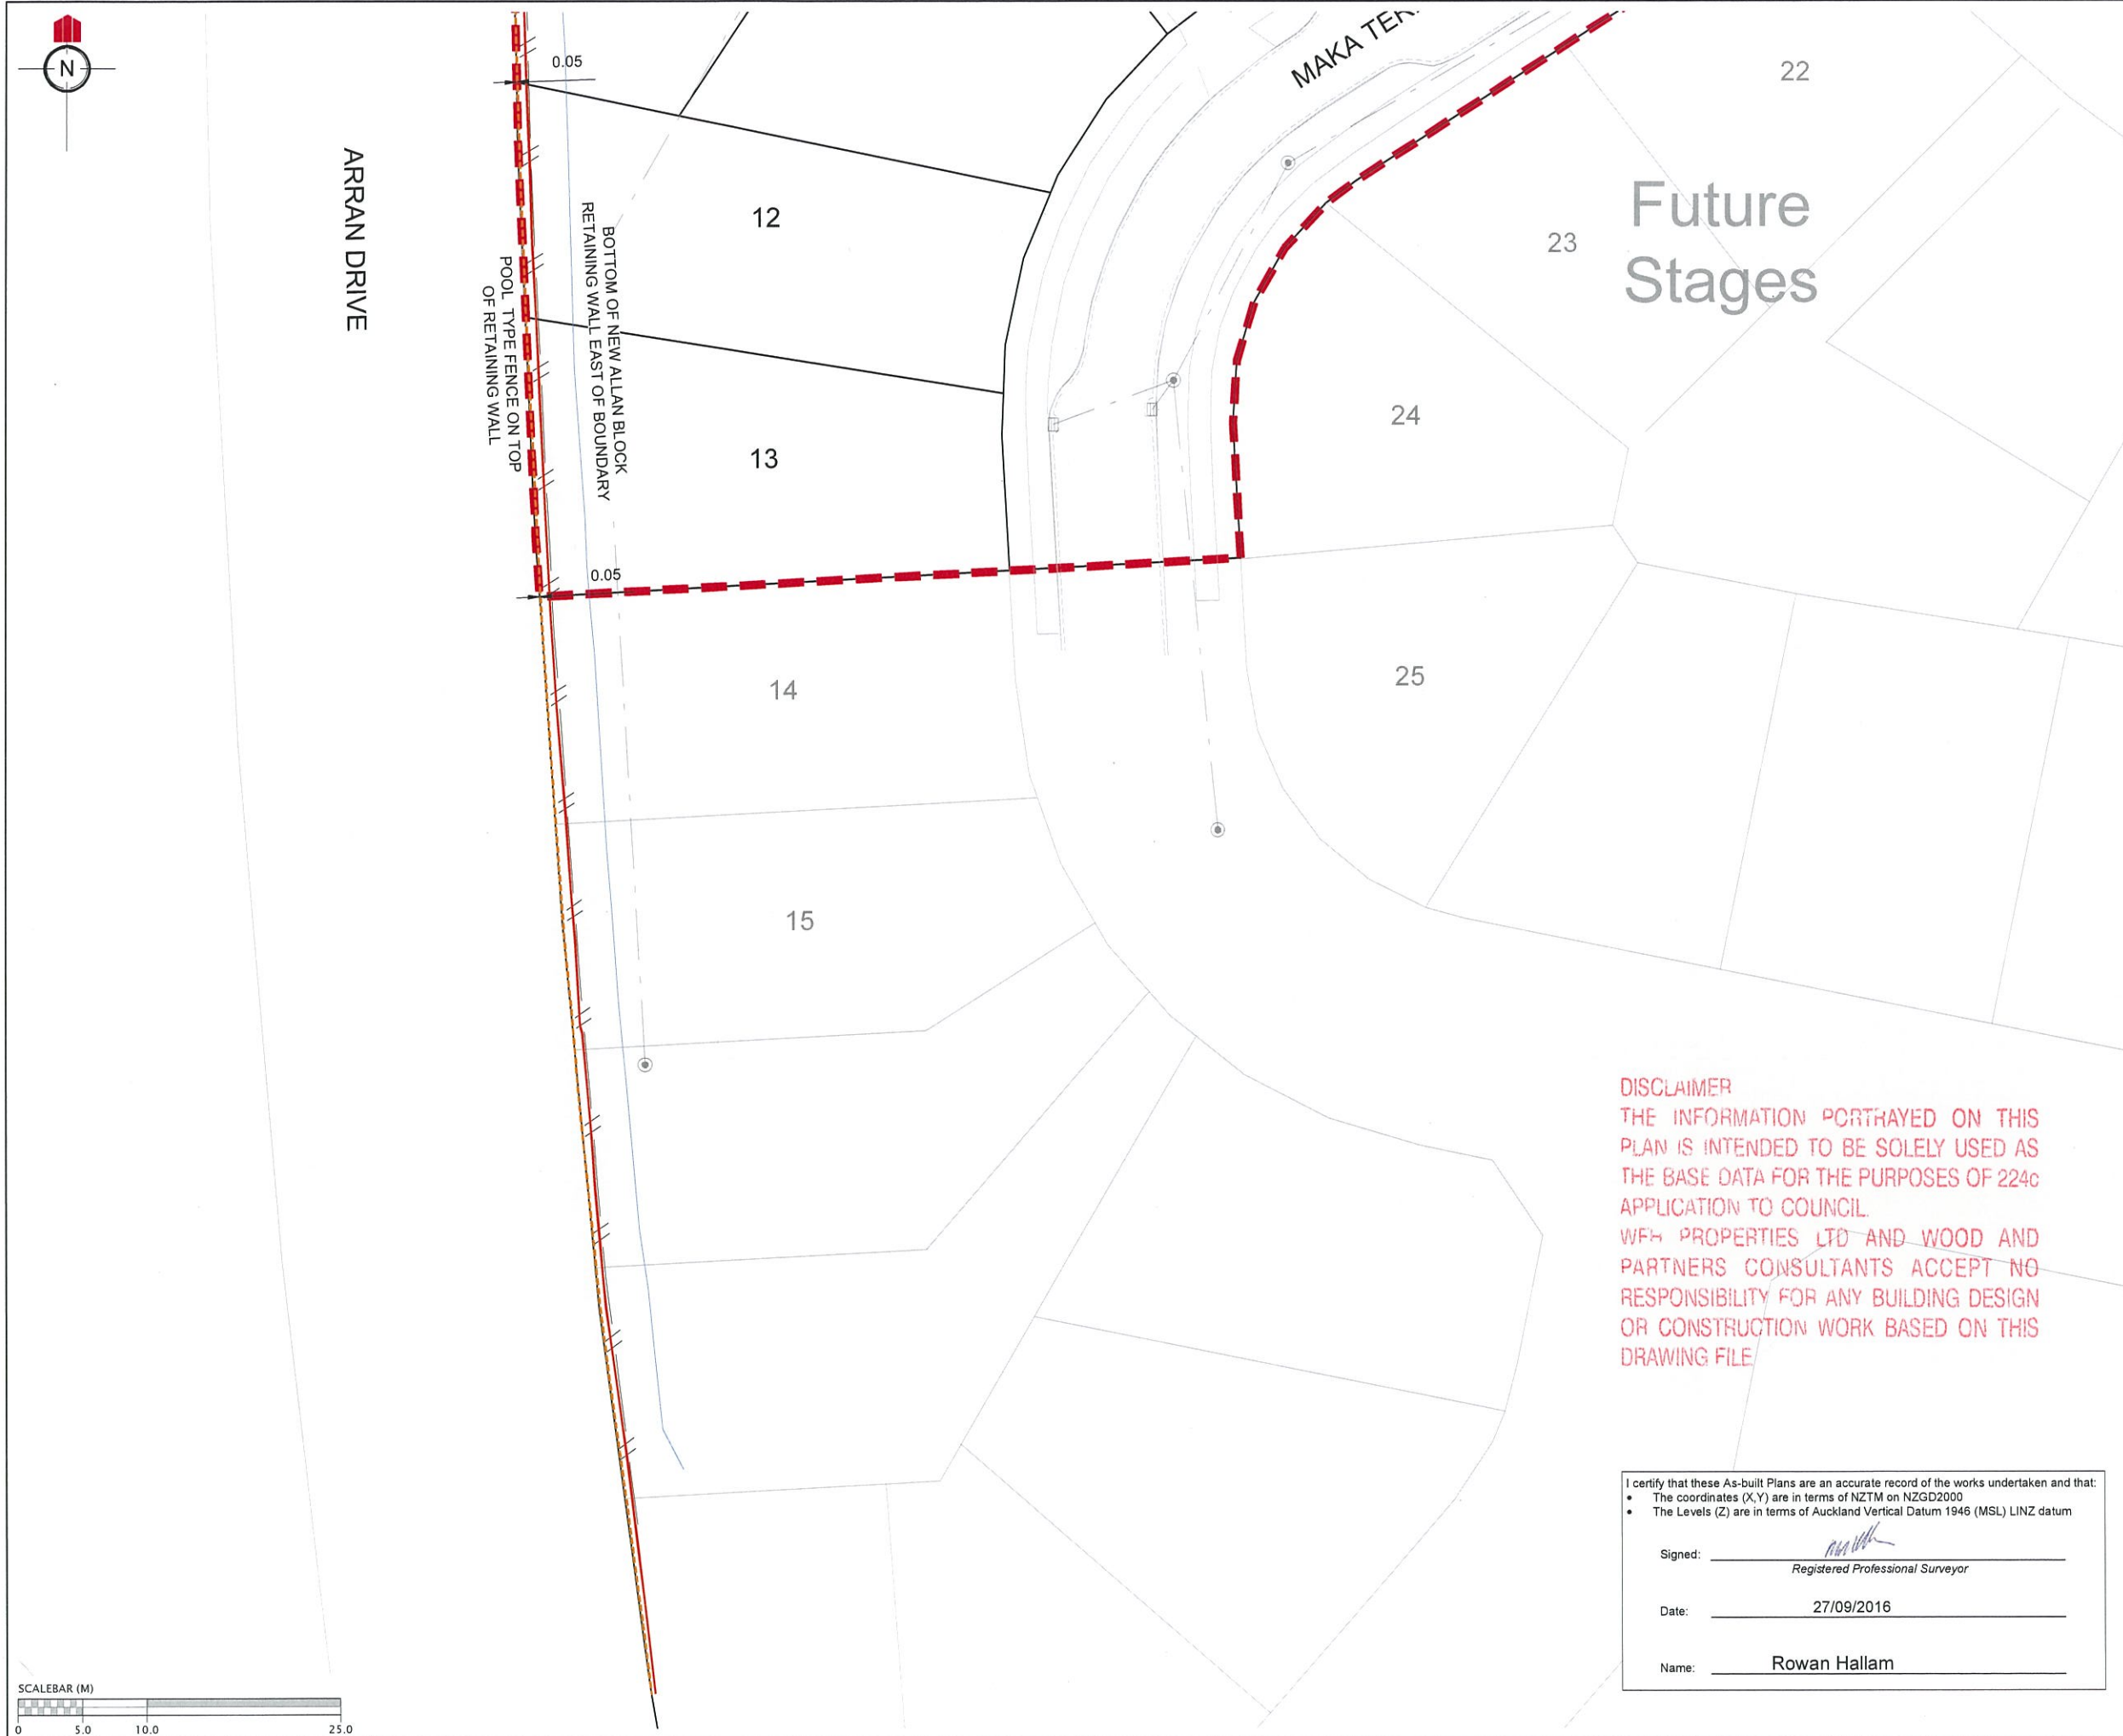 N
0.05
MAKA TER
22
ARRAN DRIVE
12
23
Future
Stages
BOTTOM OF NEW ALLAN BLOCK
RETAINING WALL EAST OF BOUNDARY
POOL TYPE FENCE ON TOP
OF RETAINING WALL
24
13
0.05
14
25
15
DISCLAIMER
THE INFORMATION PORTRAYED ON THIS
PLAN IS INTENDED TO BE SOLELY USED AS
THE BASE DATA FOR THE PURPOSES OF 224c
APPLICATION TO COUNCIL.
WFH PROPERTIES LTD AND WOOD AND
PARTNERS CONSULTANTS ACCEPT NO
RESPONSIBILITY FOR ANY BUILDING DESIGN
OR CONSTRUCTION WORK BASED ON THIS
DRAWING FILE
I certify that these As-built Plans are an accurate record of the works undertaken and that:
• The coordinates (X,Y) are in terms of NZTM on NZGD2000
• The Levels (Z) are in terms of Auckland Vertical Datum 1946 (MSL) LINZ datum
Signed:
Registered Professional Surveyor
Date: 27/09/2016
Name: Rowan Hallam
SCALEBAR (M)
0 5.0 10.0 25.0